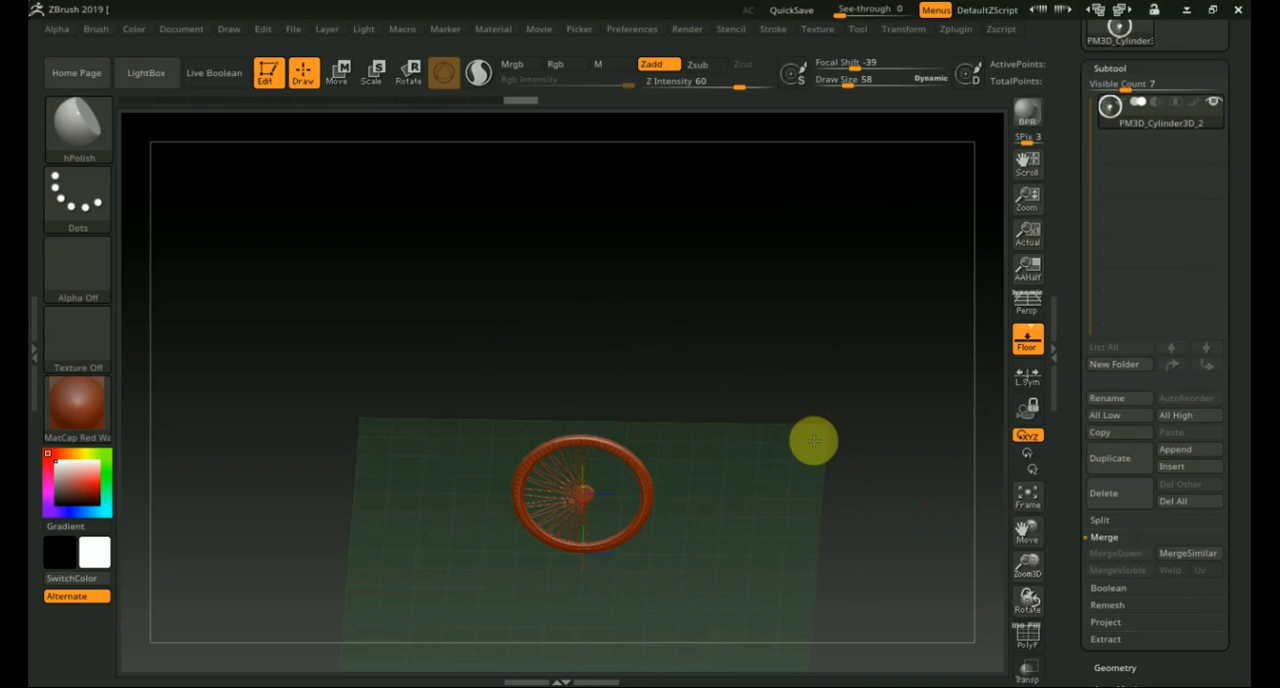 ZBrush 2019 [
AC QuickSave See-through 0 Menus DefaultZScript
Alpha Brush Color Document Draw Edit File Layer Light Macro Marker Material Movie Picker Preferences Render Stencil Stroke Texture Tool Transform Zplugin Zscript
Home Page LightBox Live Boolean Edit Draw Move Scale Rotate
Mrgb Rgb M Zadd Zsub Zcut
Rgb Intensity Z Intensity 60
Focal Shift -39
Draw Size 58 Dynamic
ActivePoints:
TotalPoints:
hPolish
Dots
Alpha Off
Texture Off
MatCap Red Wa
Gradient
SwitchColor
Alternate
BPR
SPix 3
Scroll
Zoom
Actual
AAHalf
Dynamic
Persp
Floor
L.Sym
XYZ
Frame
Move
Zoom3D
Rotate
PolyF
Transp
PM3D_Cylinder3
Subtool
Visible Count 7
PM3D_Cylinder3D_2
List All
New Folder
Rename AutoReorder
All Low All High
Copy Paste
Duplicate Append
Insert
Delete Del Other
Del All
Split
Merge
MergeDown MergeSimilar
MergeVisible Weld Uv
Boolean
Remesh
Project
Extract
Geometry